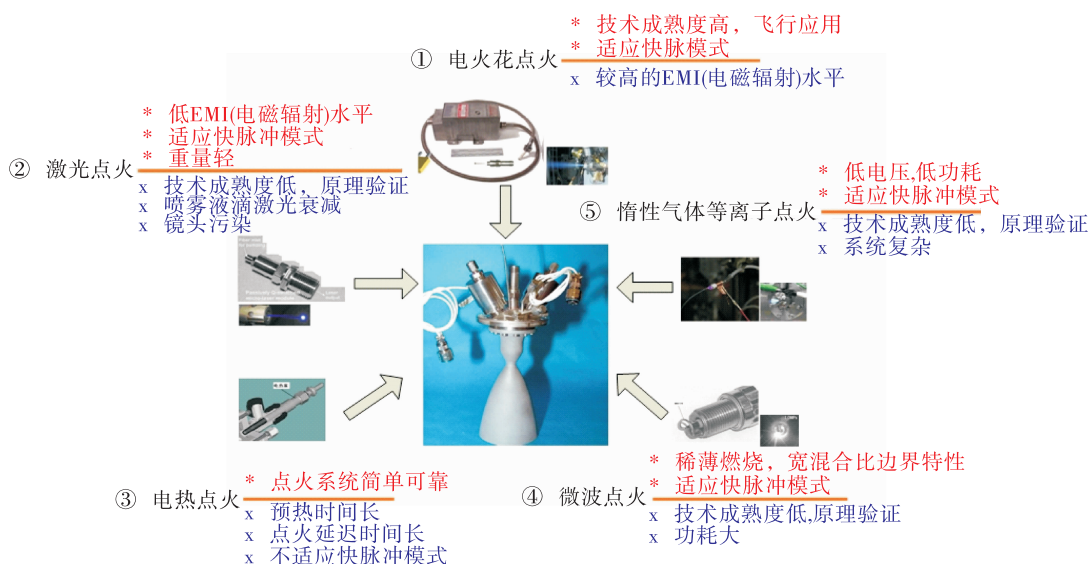 ① 电火花点火
* 技术成熟度高，飞行应用
* 适应快脉模式
x 较高的EMI(电磁辐射)水平
② 激光点火
* 低EMI(电磁辐射)水平
* 适应快脉冲模式
* 重量轻
x 技术成熟度低，原理验证
x 喷雾液滴激光衰减
x 镜头污染
⑤ 惰性气体等离子点火
* 低电压,低功耗
* 适应快脉冲模式
x 技术成熟度低，原理验证
x 系统复杂
③ 电热点火
* 点火系统简单可靠
x 预热时间长
x 点火延迟时间长
x 不适应快脉冲模式
④ 微波点火
* 稀薄燃烧，宽混合比边界特性
* 适应快脉冲模式
x 技术成熟度低,原理验证
x 功耗大